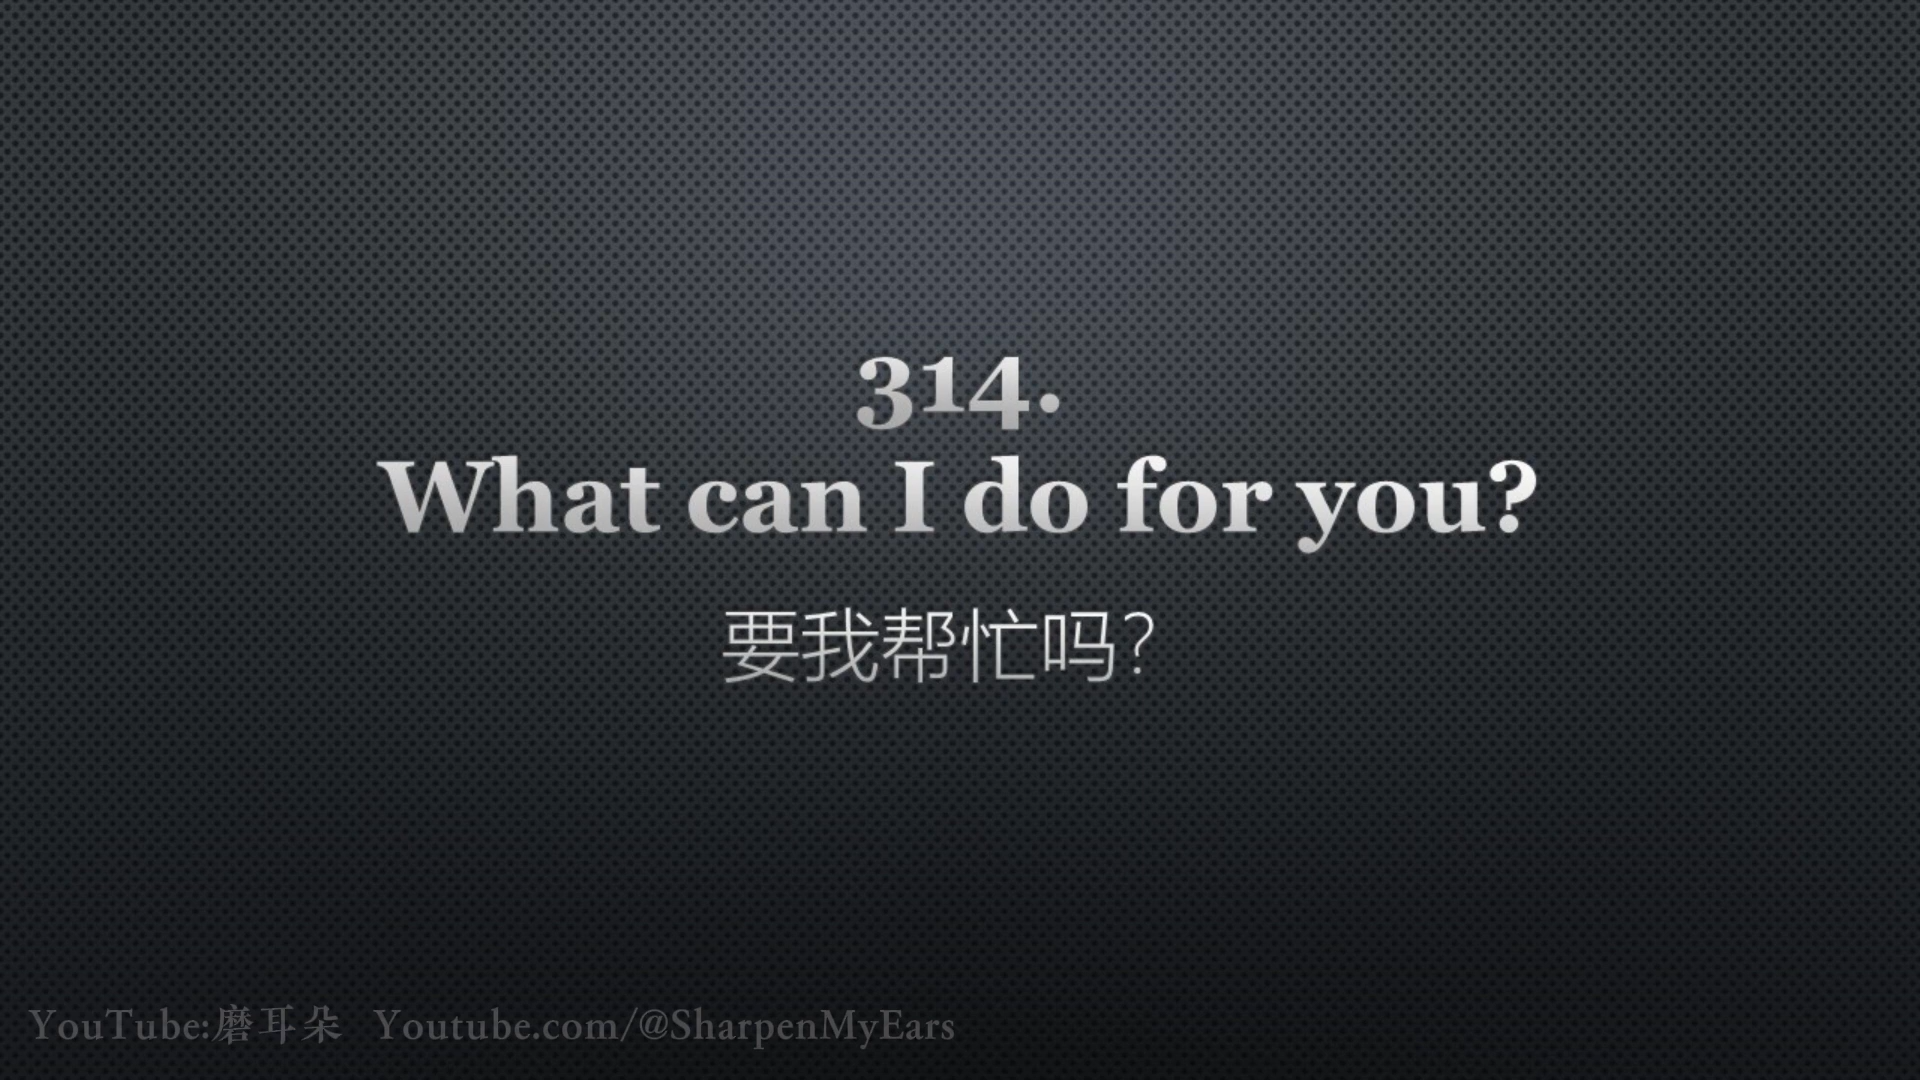 314.
What can I do for you?
要我帮忙吗?
YouTube:磨耳朵 Youtube.com/@SharpenMyEars